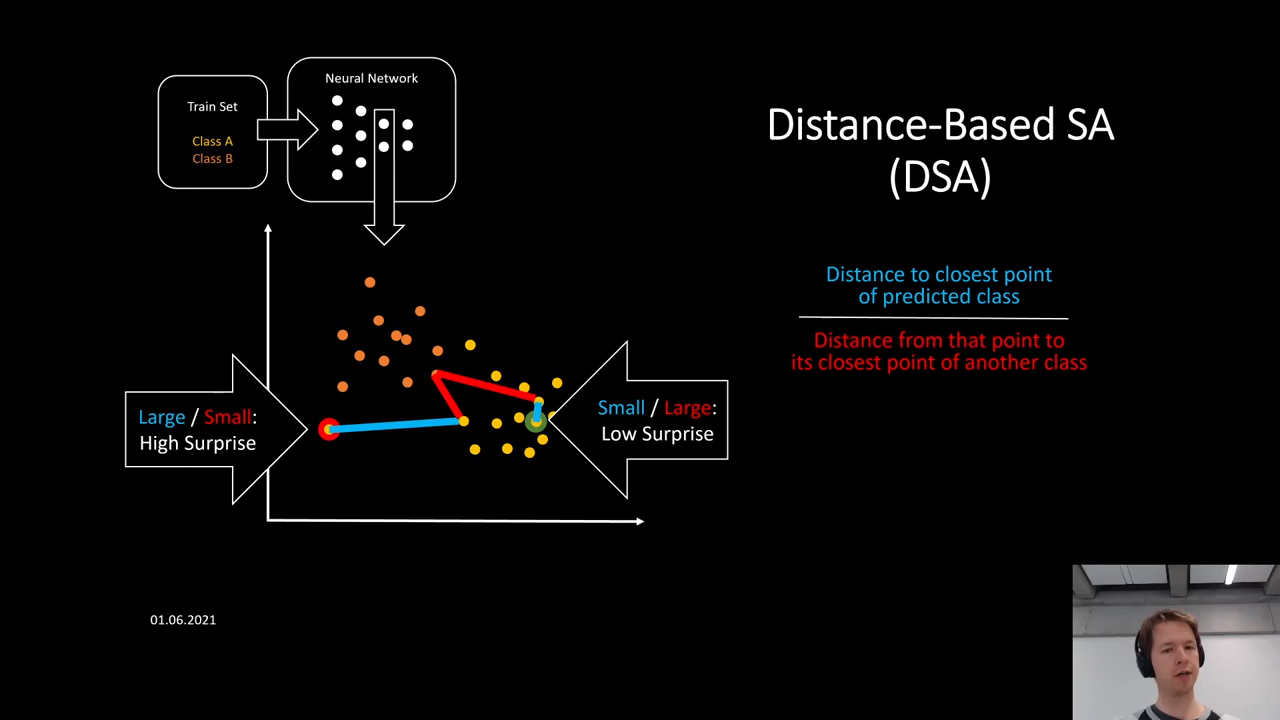 Neural Network
Train Set
Class A
Class B
Distance-Based SA
(DSA)
Distance to closest point
of predicted class
Distance from that point to
its closest point of another class
Large / Small:
High Surprise
Small / Large:
Low Surprise
01.06.2021